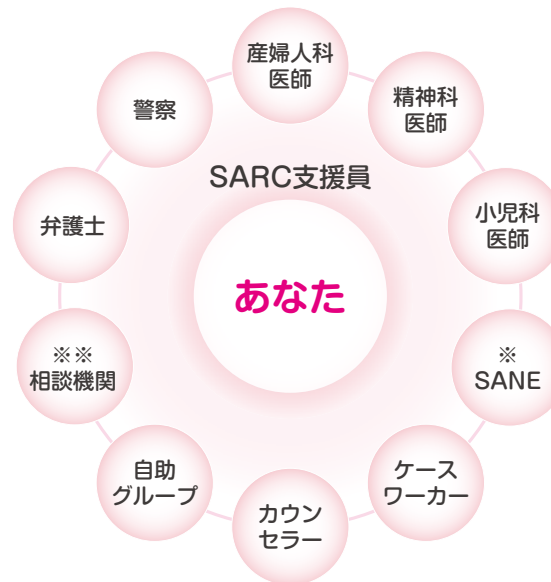 産婦人科
医師
精神科
医師
小児科
医師
※
SANE
ケース
ワーカー
カウン
セラー
自助
グループ
※※
相談機関
弁護士
警察
SARC支援員
あなた